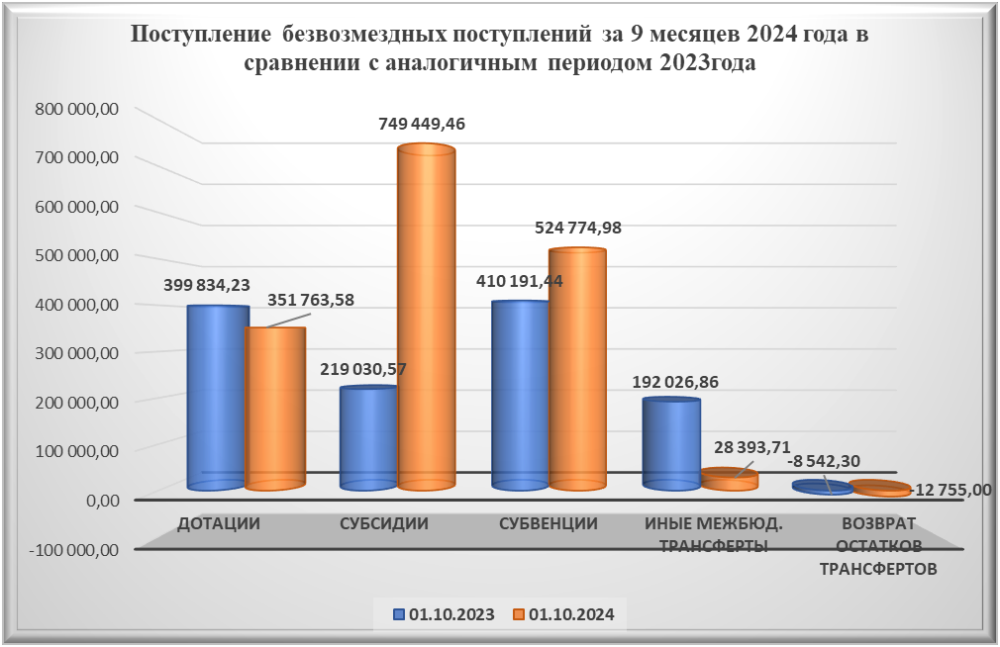 Поступление безвозмездных поступлений за 9 месяцев 2024 года в
сравнении с аналогичным периодом 2023года
800 000,00
700 000,00
600 000,00
500 000,00
400 000,00
300 000,00
200 000,00
100 000,00
0,00
-100 000,00
399 834,23
351 763,58
219 030,57
749 449,46
410 191,44
524 774,98
192 026,86
28 393,71
-8 542,30
-12 755,00
ДОТАЦИИ
СУБСИДИИ
СУБВЕНЦИИ
ИНЫЕ МЕЖБЮД.
ТРАНСФЕРТЫ
ВОЗВРАТ
ОСТАТКОВ
ТРАНСФЕРТОВ
01.10.2023
01.10.2024